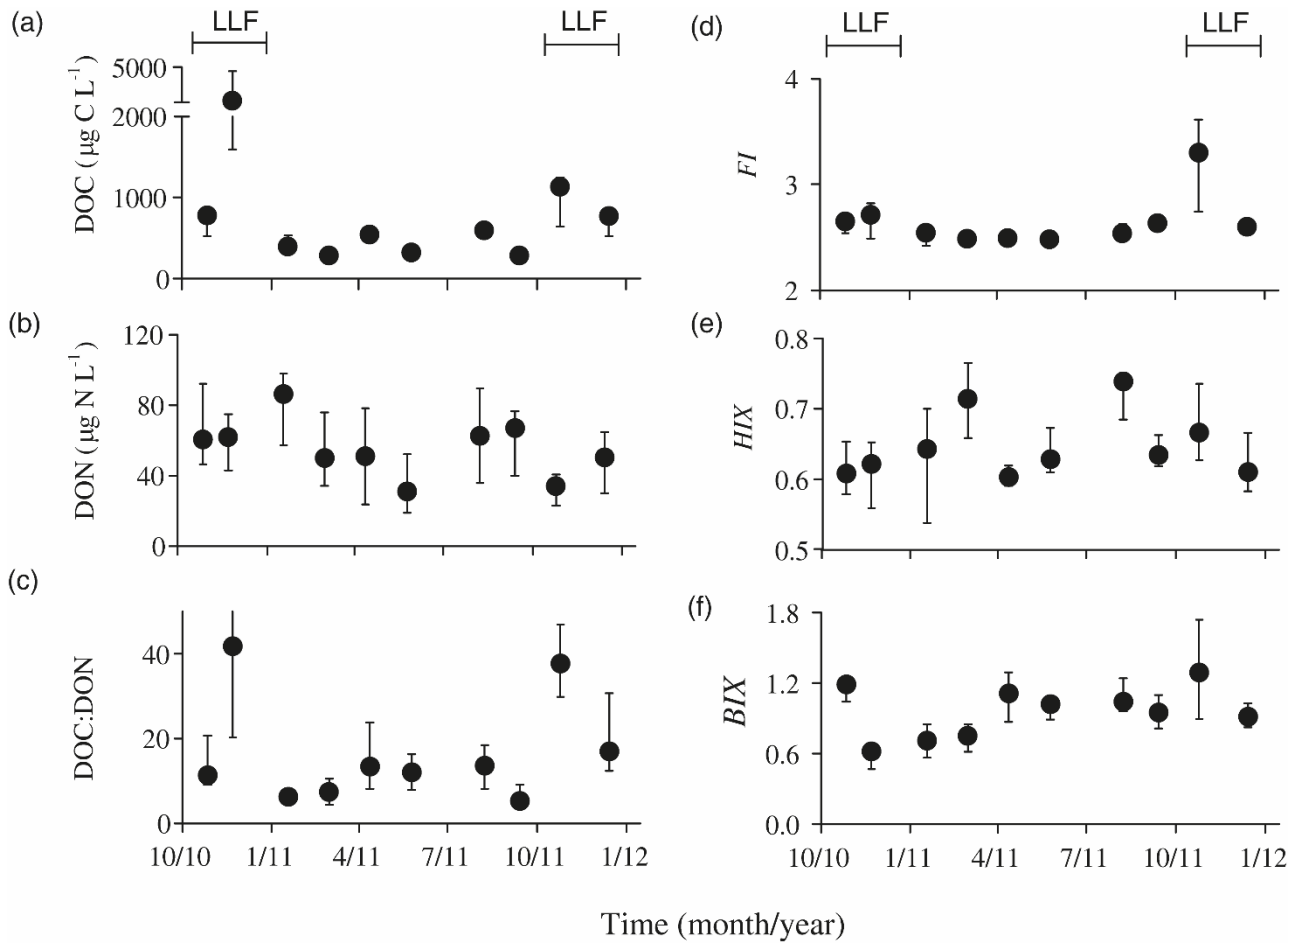 (a)
LLF
LLF
5000
2000
1000
0
DOC (µg C L⁻¹)
(b)
120
80
40
0
DON (µg N L⁻¹)
(c)
40
20
0
DOC:DON
10/10
1/11
4/11
7/11
10/11
1/12
(d)
LLF
LLF
4
3
2
FI
(e)
0.8
0.7
0.6
0.5
HIX
(f)
1.8
1.2
0.6
0.0
BIX
10/10
1/11
4/11
7/11
10/11
1/12
Time (month/year)